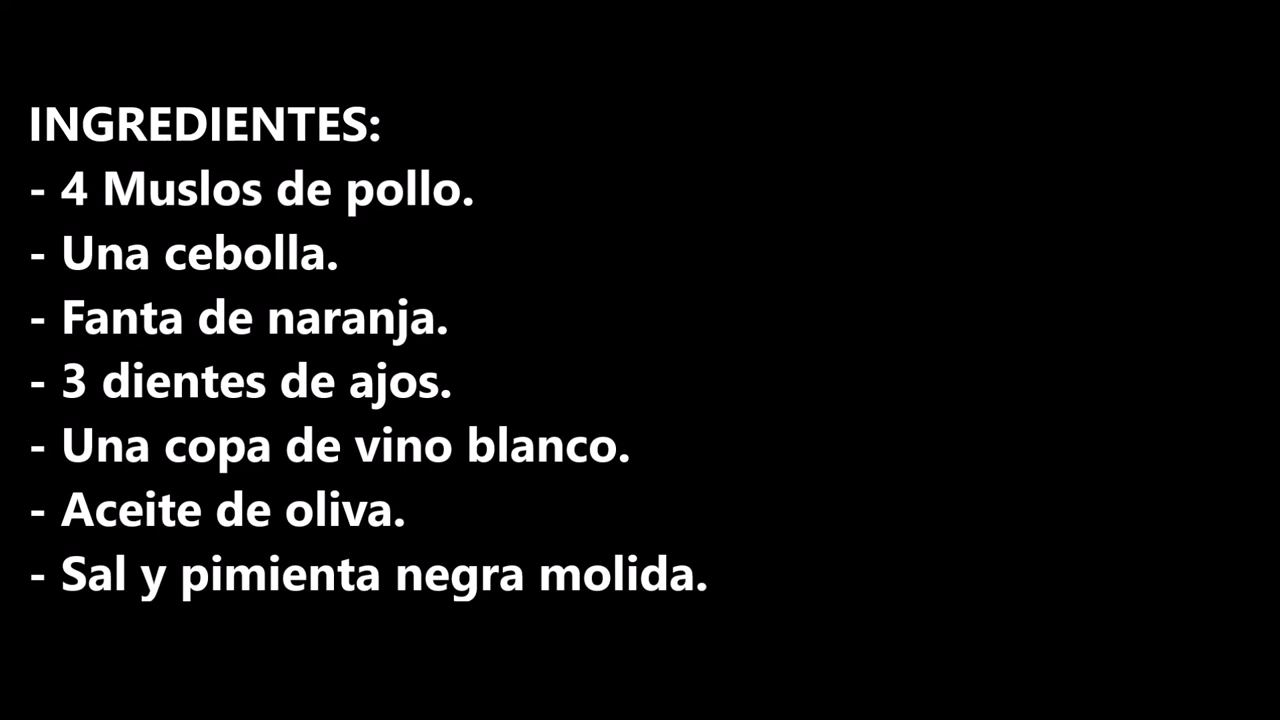 INGREDIENTES:
- 4 Muslos de pollo.
- Una cebolla.
- Fanta de naranja.
- 3 dientes de ajos.
- Una copa de vino blanco.
- Aceite de oliva.
- Sal y pimienta negra molida.